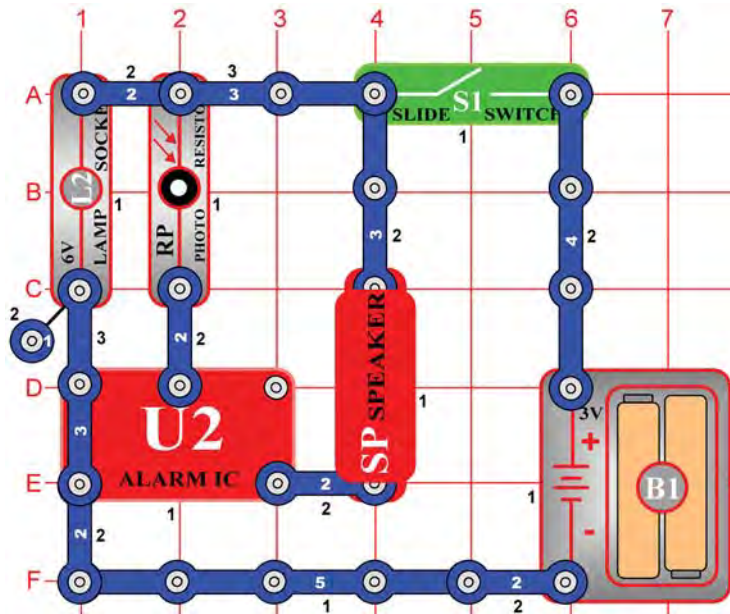 1 2 3 4 5 6 7
2 3
A 2 3 S1
SLIDE SWITCH
1
L2 LAMP SOCKE
6V
1
RP PHOTO RESISTO
1
B
3 2
4 2
C
2 1
3
2 2
D
3
U2
ALARM IC
1
SP SPEAKER
1
3V
+
B1
-
1
E
2
2
2 2
F 5 2
1 2